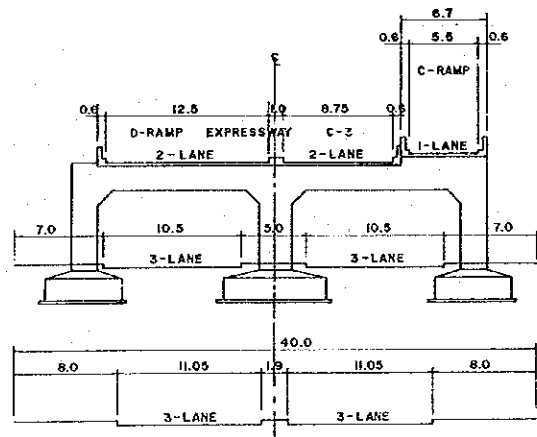 6.7
0.6 5.5 0.6
C-RAMP
℄
0.6 12.5 1.0 8.75 0.6
D-RAMP EXPRESSWAY C-3
1-LANE
2-LANE 2-LANE
7.0 10.5 5.0 10.5 7.0
3-LANE 3-LANE
40.0
8.0 11.05 1.9 11.05 8.0
3-LANE 3-LANE